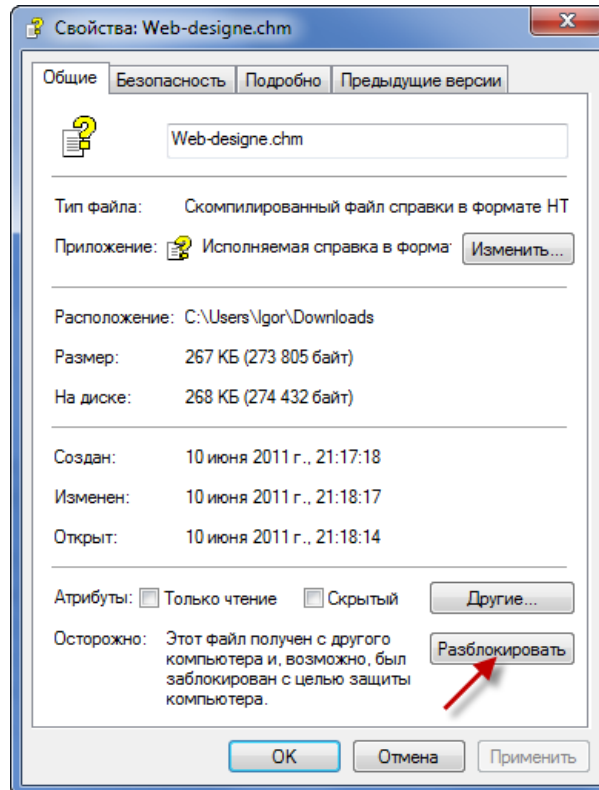 Свойства: Web-designe.chm
Общие Безопасность Подробно Предыдущие версии
Web-designe.chm
Тип файла: Скомпилированный файл справки в формате HT
Приложение: Исполняемая справка в форма Изменить...
Расположение: C:\Users\Igor\Downloads
Размер: 267 КБ (273 805 байт)
На диске: 268 КБ (274 432 байт)
Создан: 10 июня 2011 г., 21:17:18
Изменен: 10 июня 2011 г., 21:18:17
Открыт: 10 июня 2011 г., 21:18:14
Атрибуты: Только чтение Скрытый Другие...
Осторожно: Этот файл получен с другого
компьютера и, возможно, был
заблокирован с целью защиты
компьютера.
Разблокировать
OK Отмена Применить